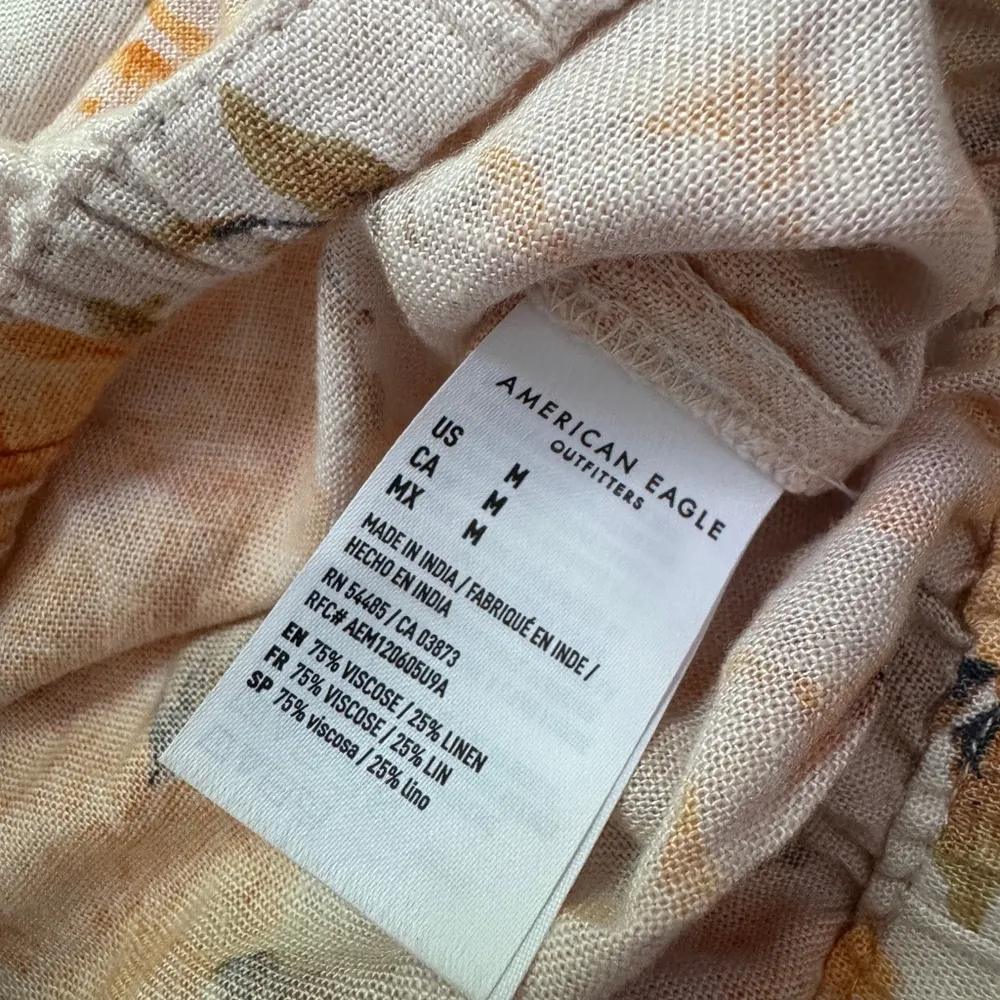 AMERICAN EAGLE
OUTFITTERS
US M
CA M
MX M
MADE IN INDIA / FABRIQUÉ EN INDE /
HECHO EN INDIA
RN 54485 / CA 03873
RFC# AEM120605U9A
EN 75% VISCOSE / 25% LINEN
FR 75% VISCOSE / 25% LIN
SP 75% viscosa / 25% lino